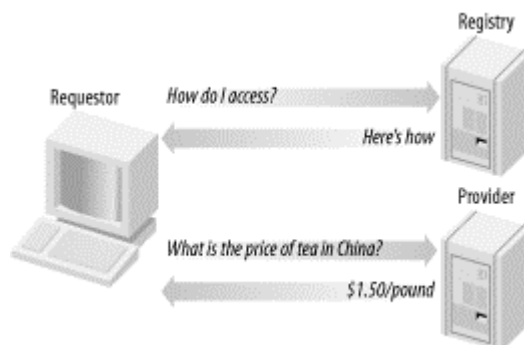 Registry
Requestor
How do I access?
Here's how
Provider
What is the price of tea in China?
$1.50/pound